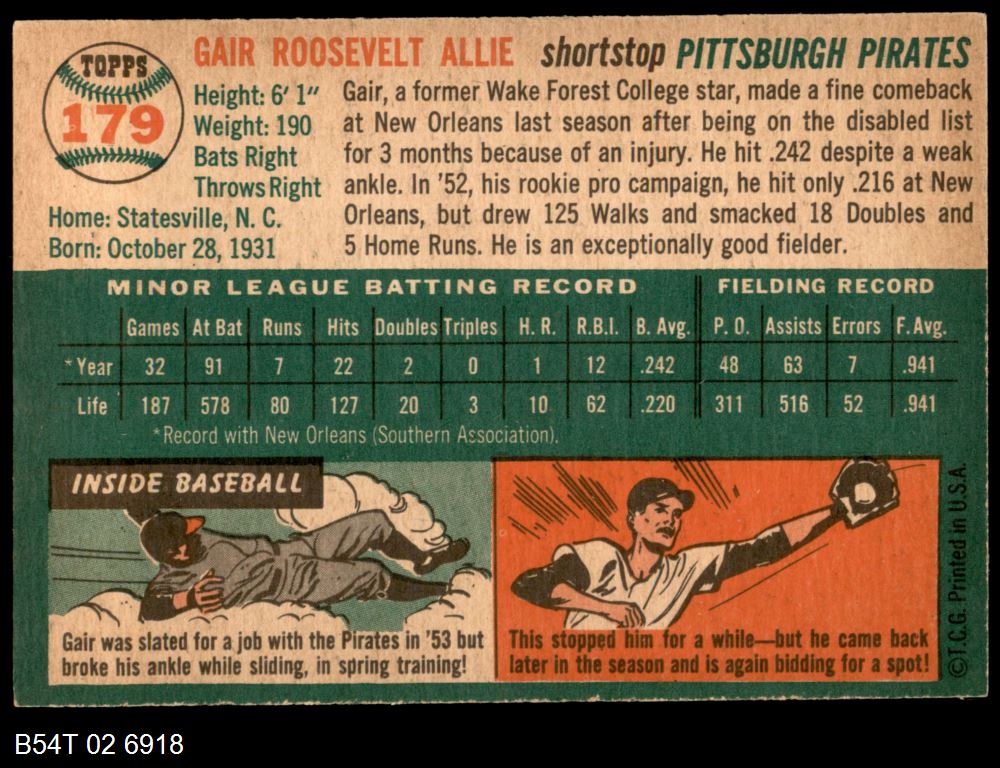 TOPPS
179
GAIR ROOSEVELT ALLIE shortstop PITTSBURGH PIRATES
Height: 6' 1"
Weight: 190
Bats Right
Throws Right
Home: Statesville, N. C.
Born: October 28, 1931
Gair, a former Wake Forest College star, made a fine comeback
at New Orleans last season after being on the disabled list
for 3 months because of an injury. He hit .242 despite a weak
ankle. In '52, his rookie pro campaign, he hit only .216 at New
Orleans, but drew 125 Walks and smacked 18 Doubles and
5 Home Runs. He is an exceptionally good fielder.
MINOR LEAGUE BATTING RECORD FIELDING RECORD
Games At Bat Runs Hits Doubles Triples H. R. R.B.I. B. Avg. P. O. Assists Errors F. Avg.
*Year 32 91 7 22 2 0 1 12 .242 48 63 7 .941
Life 187 578 80 127 20 3 10 62 .220 311 516 52 .941
*Record with New Orleans (Southern Association).
INSIDE BASEBALL
Gair was slated for a job with the Pirates in '53 but
broke his ankle while sliding, in spring training!
This stopped him for a while—but he came back
later in the season and is again bidding for a spot!
©T.C.G. Printed in U.S.A.
B54T 02 6918